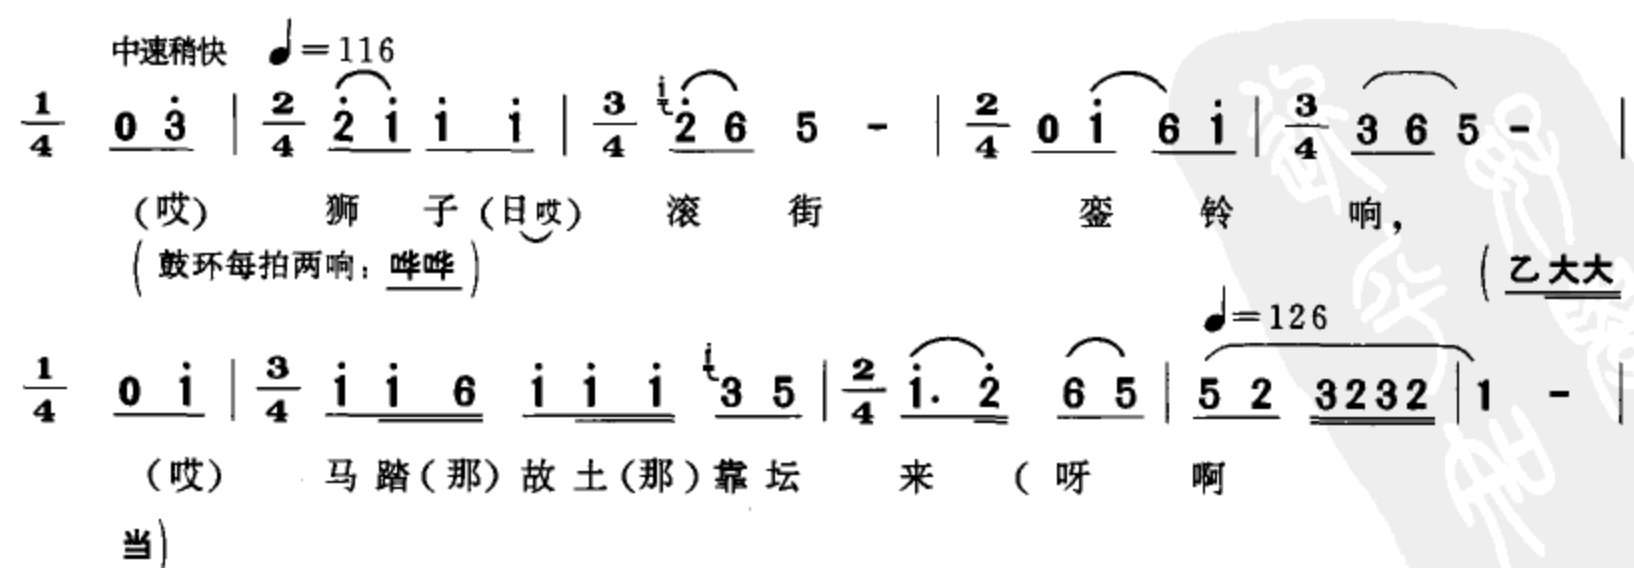 中速稍快 ♩=116
1/4 0 3̇ | 2/4 2̇ 1̇ 1̇ 1̇ | 3/4 1̇ 2̇ 6 5 - | 2/4 0 1̇ 6 1̇ | 3/4 3 6 5 - |
(哎) 狮 子 (日哎) 滚 街 銮 铃 响,
(鼓环每拍两响: 哗哗) (乙大大
♩=126
1/4 0 1̇ | 3/4 1̇ 1̇ 6 1̇ 1̇ 1̇ 1̇ 3 5 | 2/4 1̇. 2̇ 6 5 | 5 2 3232 | 1 - |
(哎) 马踏(那)故土(那)靠坛 来 (呀 啊
当)